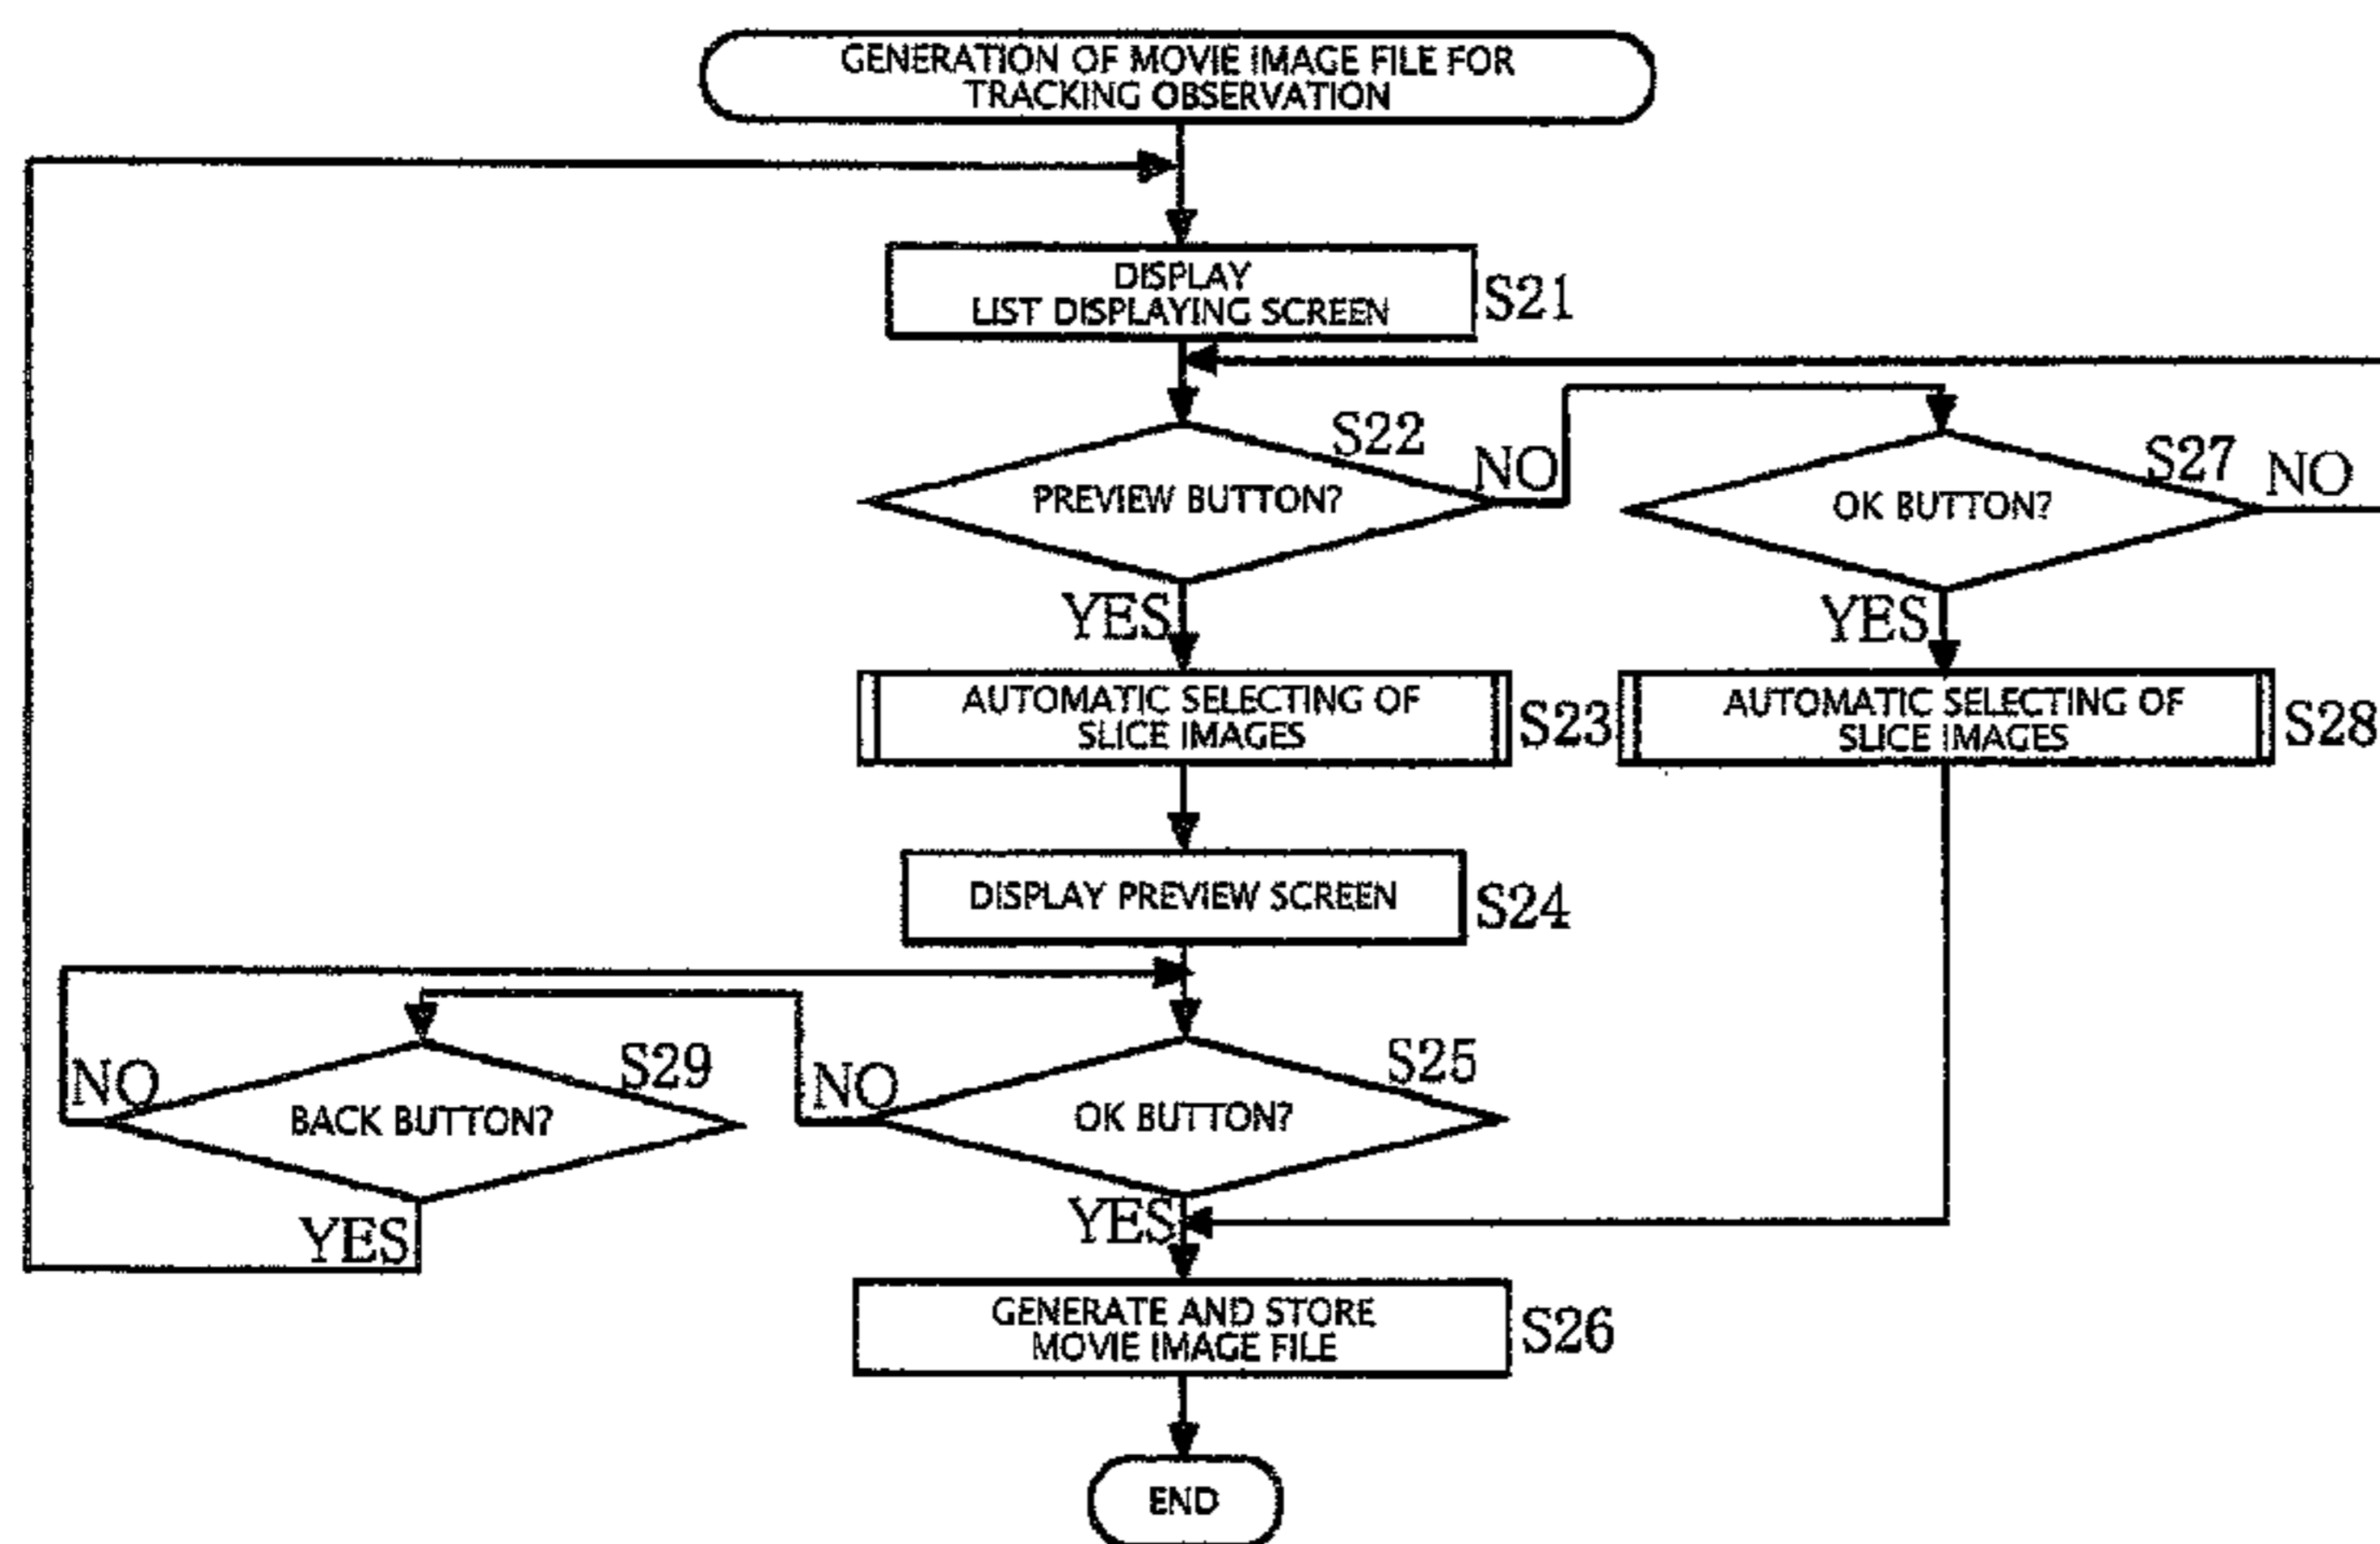 GENERATION OF MOVIE IMAGE FILE FOR
TRACKING OBSERVATION
DISPLAY
LIST DISPLAYING SCREEN
S21
S22
PREVIEW BUTTON?
NO
YES
S27
OK BUTTON?
NO
YES
AUTOMATIC SELECTING OF
SLICE IMAGES
S23
AUTOMATIC SELECTING OF
SLICE IMAGES
S28
DISPLAY PREVIEW SCREEN
S24
S29
BACK BUTTON?
NO
YES
S25
OK BUTTON?
NO
YES
GENERATE AND STORE
MOVIE IMAGE FILE
S26
END